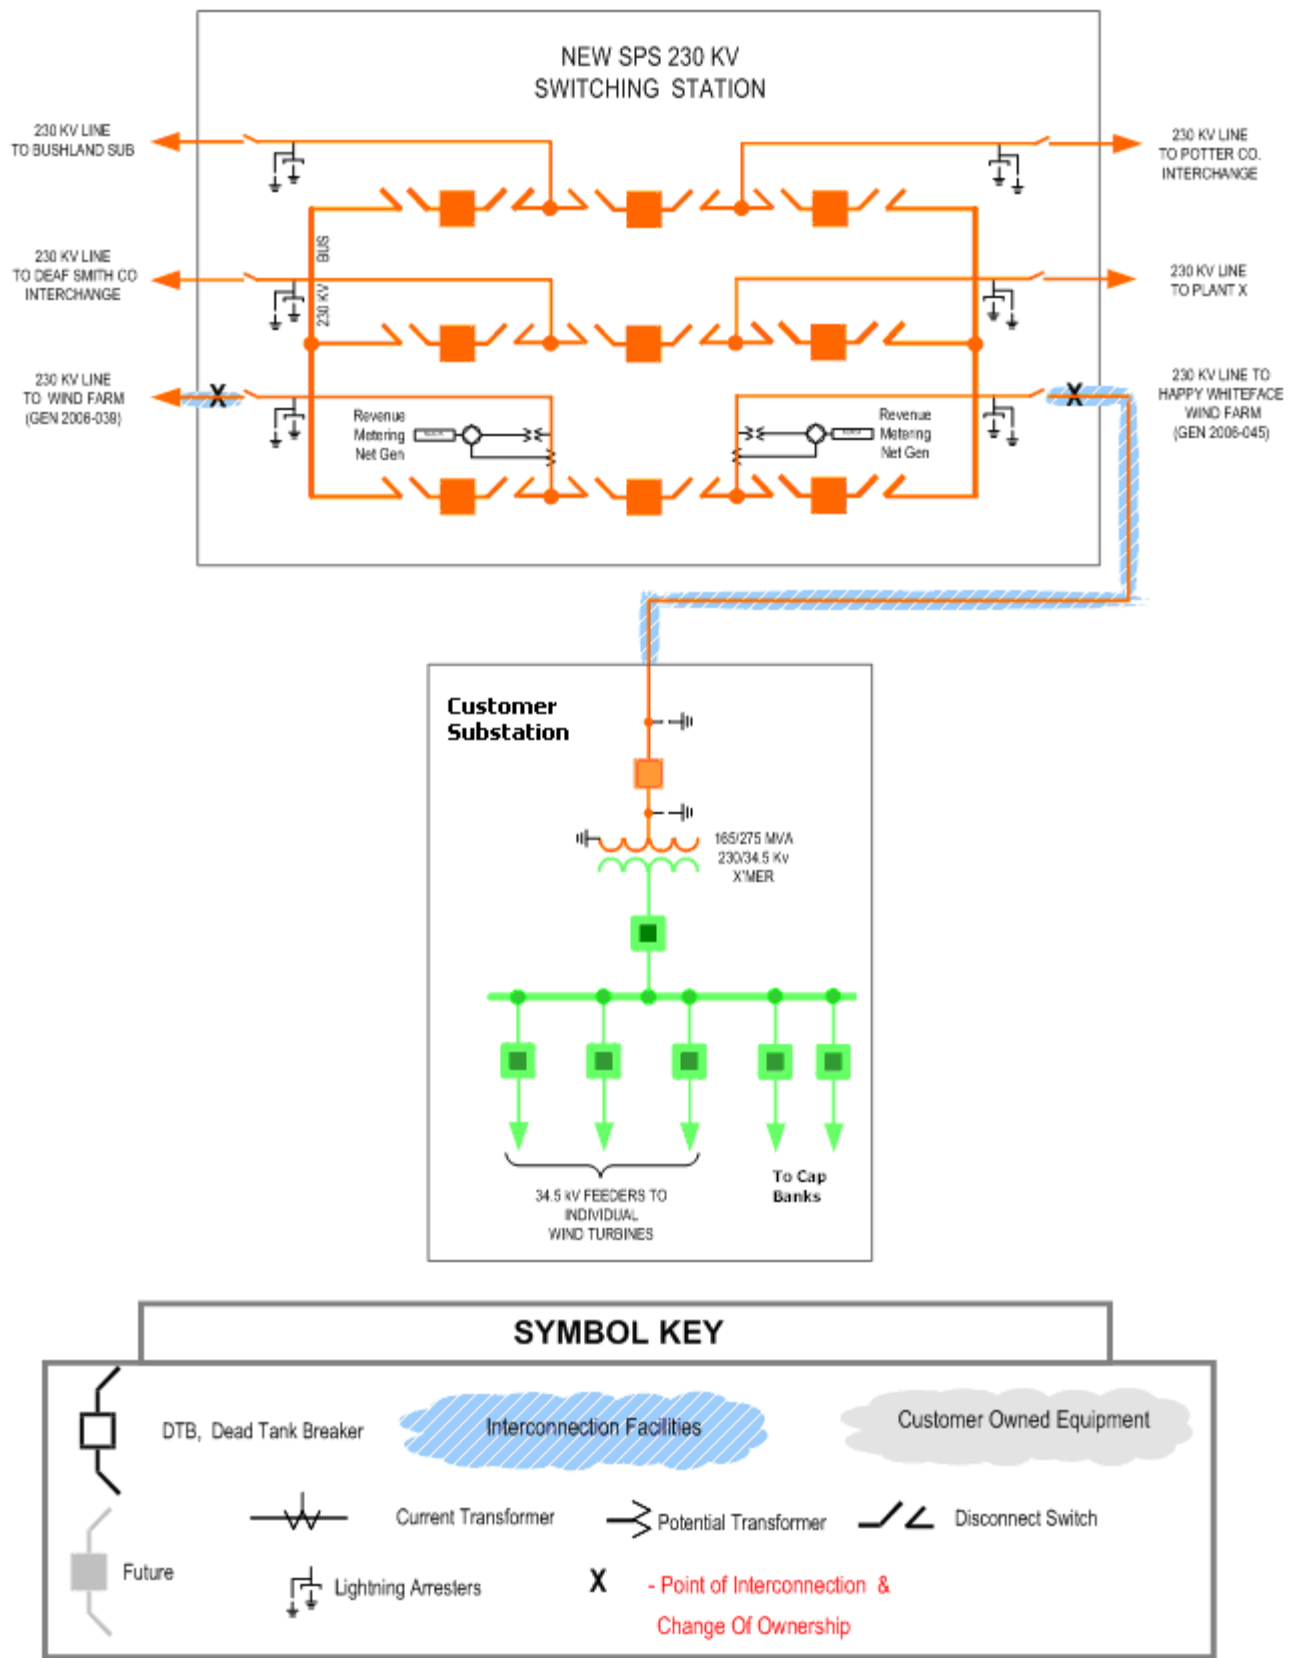 NEW SPS 230 KV
SWITCHING STATION
230 KV LINE
TO BUSHLAND SUB
230 KV LINE
TO POTTER CO.
INTERCHANGE
230 KV LINE
TO DEAF SMITH CO
INTERCHANGE
230 KV BUS
230 KV LINE
TO PLANT X
230 KV LINE
TO WIND FARM
(GEN 2006-039)
X
Revenue
Metering
Net Gen
Revenue
Metering
Net Gen
X
230 KV LINE TO
HAPPY WHITEFACE
WIND FARM
(GEN 2006-045)
Customer
Substation
165/275 MVA
230/34.5 Kv
X'MER
34.5 kV FEEDERS TO
INDIVIDUAL
WIND TURBINES
To Cap
Banks
SYMBOL KEY
DTB, Dead Tank Breaker
Interconnection Facilities
Customer Owned Equipment
Current Transformer
Potential Transformer
Disconnect Switch
Future
Lightning Arresters
X - Point of Interconnection &
Change Of Ownership